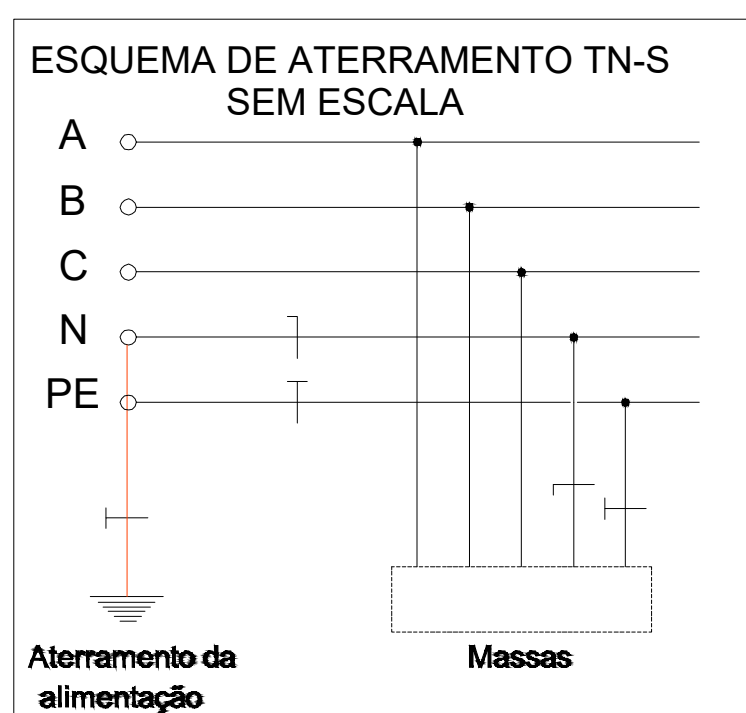 ESQUEMA DE ATERRAMENTO TN-S
SEM ESCALA
A
B
C
N
PE
Aterramento da
alimentação
Massas